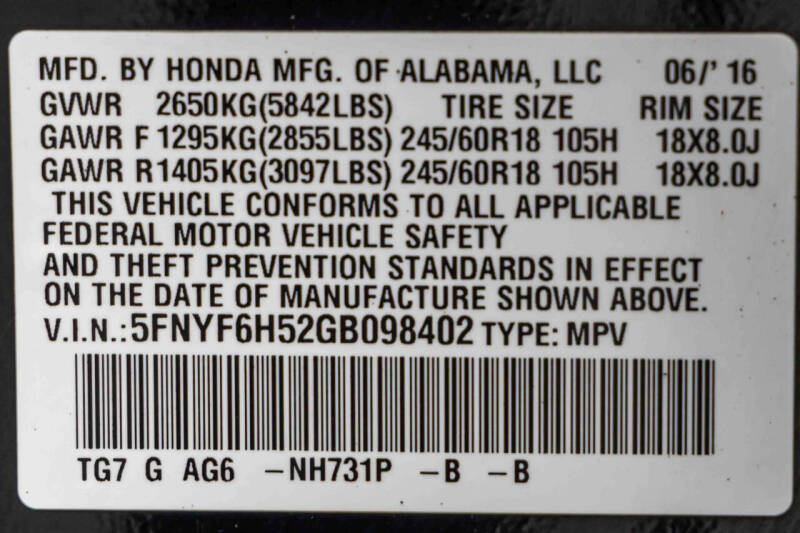 MFD. BY HONDA MFG. OF ALABAMA, LLC 06/' 16
GVWR 2650KG(5842LBS) TIRE SIZE RIM SIZE
GAWR F 1295KG(2855LBS) 245/60R18 105H 18X8.0J
GAWR R1405KG(3097LBS) 245/60R18 105H 18X8.0J
THIS VEHICLE CONFORMS TO ALL APPLICABLE
FEDERAL MOTOR VEHICLE SAFETY
AND THEFT PREVENTION STANDARDS IN EFFECT
ON THE DATE OF MANUFACTURE SHOWN ABOVE.
V.I.N.:5FNYF6H52GB098402 TYPE: MPV
TG7 G AG6 -NH731P -B -B